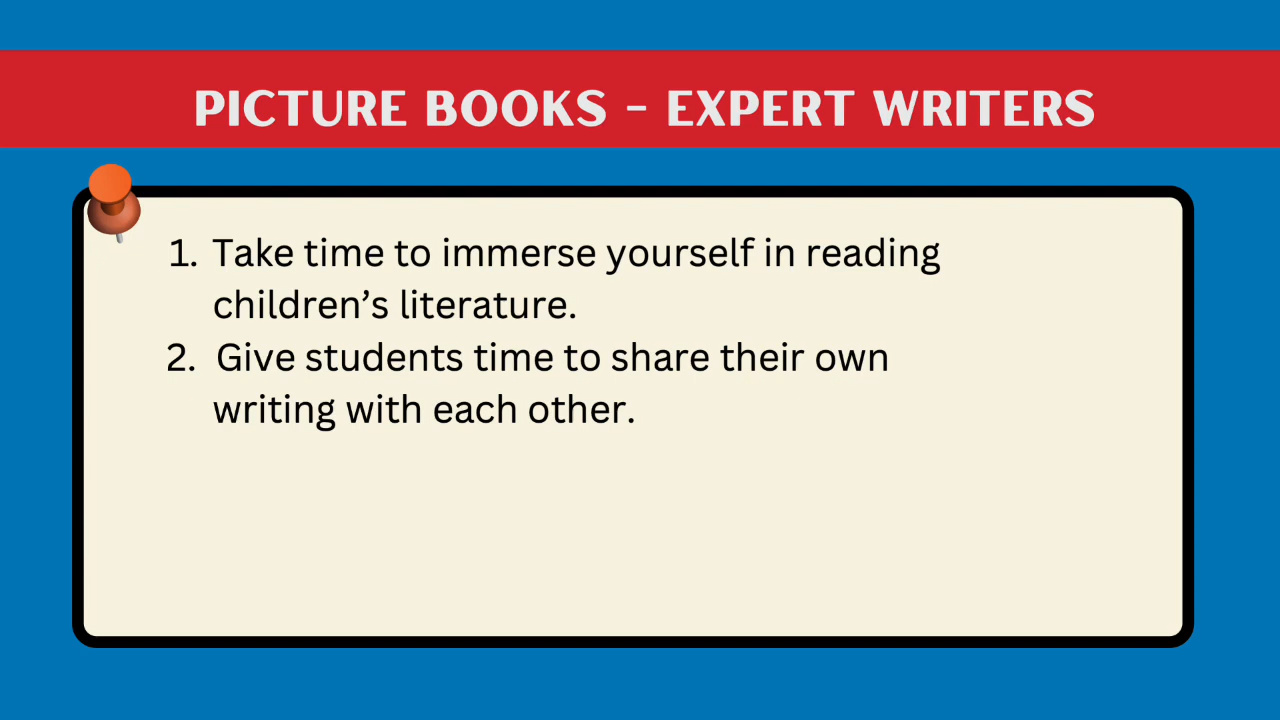 PICTURE BOOKS - EXPERT WRITERS
1. Take time to immerse yourself in reading
children’s literature.
2. Give students time to share their own
writing with each other.